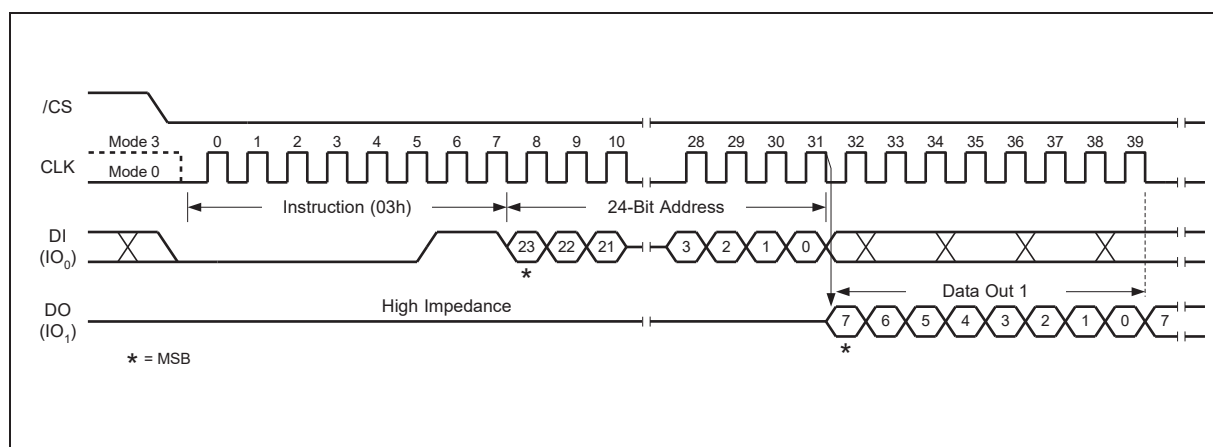 /CS
Mode 3 0 1 2 3 4 5 6 7 8 9 10 28 29 30 31 32 33 34 35 36 37 38 39
CLK Mode 0
Instruction (03h) 24-Bit Address
DI
(IO0) 23 22 21 3 2 1 0
*
High Impedance Data Out 1
DO
(IO1) 7 6 5 4 3 2 1 0 7
*
* = MSB